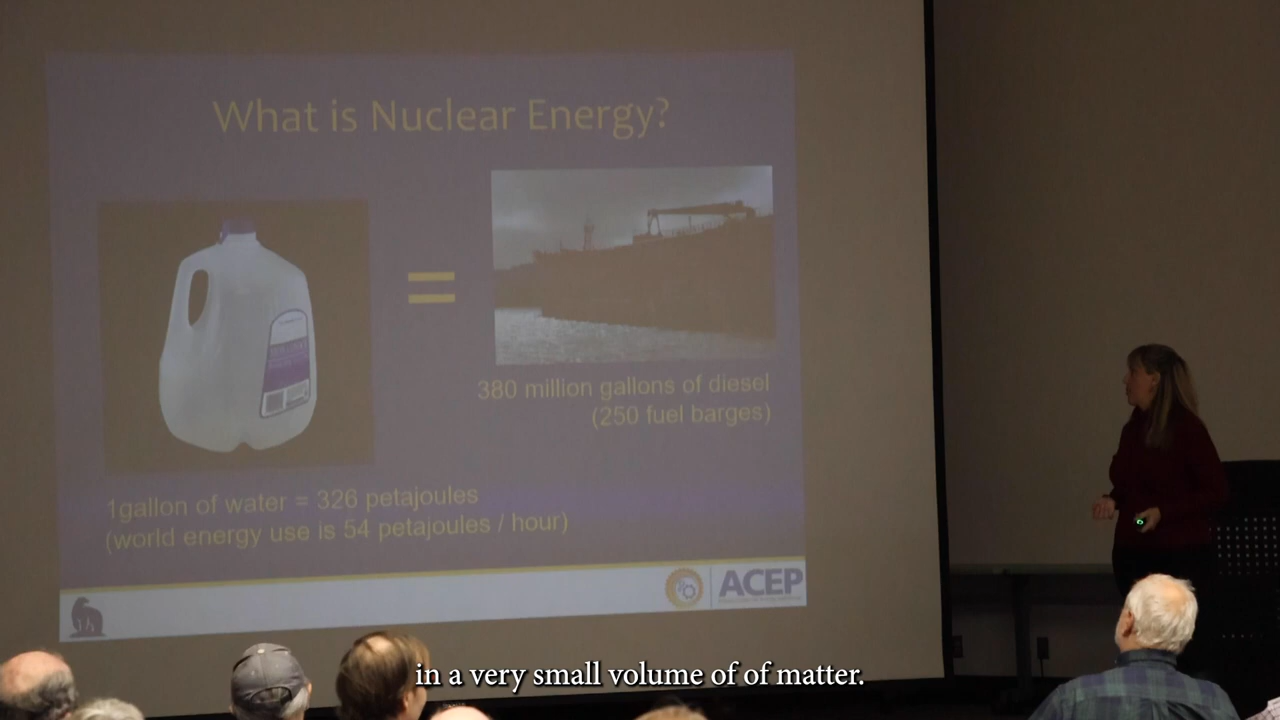 What is Nuclear Energy?
=
380 million gallons of diesel
(250 fuel barges)
1gallon of water = 326 petajoules
(world energy use is 54 petajoules / hour)
ACEP
in a very small volume of of matter.